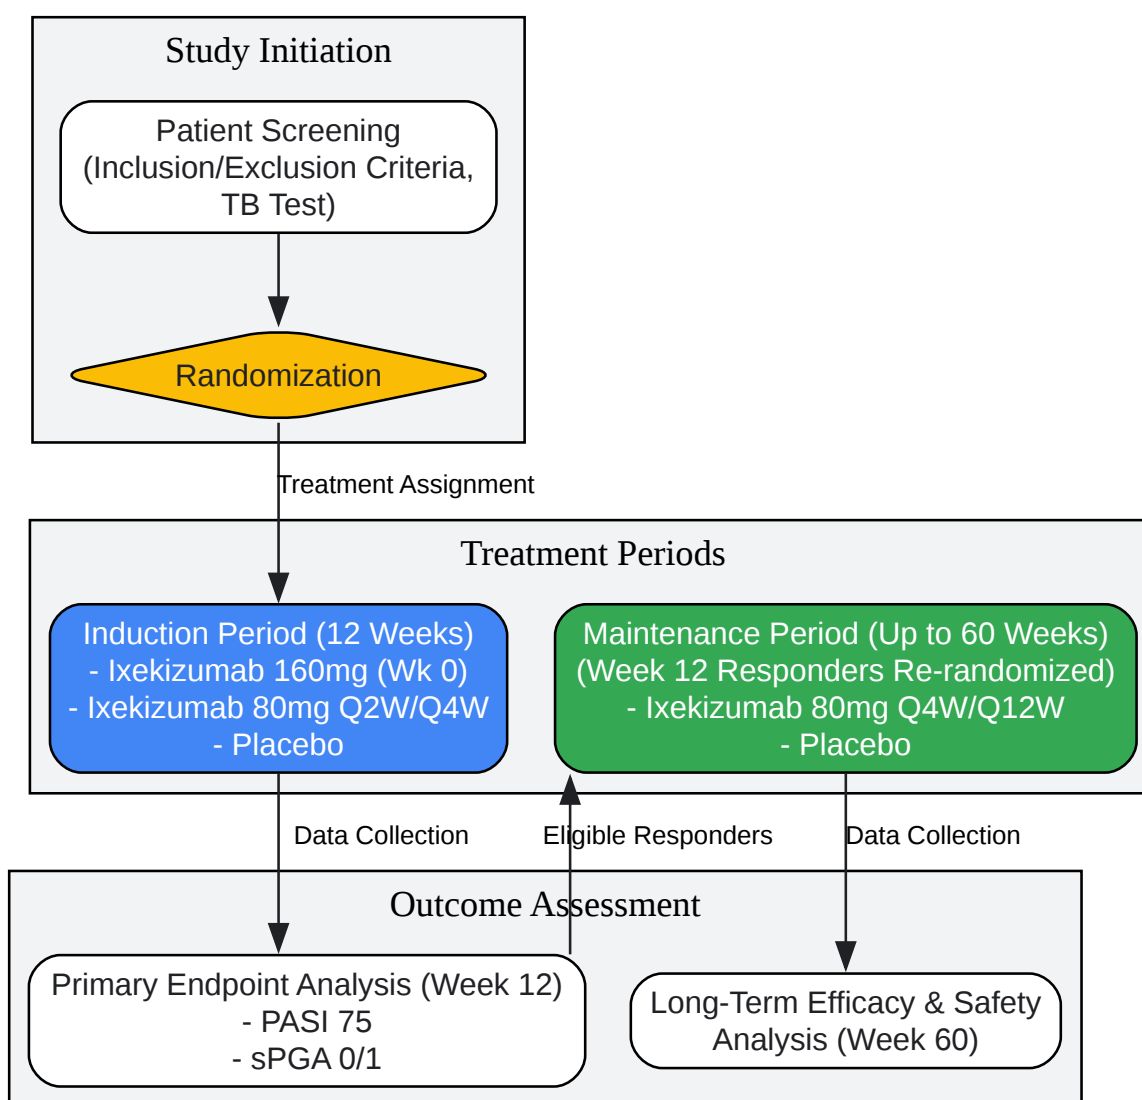 Study Initiation
Patient Screening
(Inclusion/Exclusion Criteria,
TB Test)
Randomization
Treatment Assignment
Treatment Periods
Induction Period (12 Weeks)
- Ixekizumab 160mg (Wk 0)
- Ixekizumab 80mg Q2W/Q4W
- Placebo
Maintenance Period (Up to 60 Weeks)
(Week 12 Responders Re-randomized)
- Ixekizumab 80mg Q4W/Q12W
- Placebo
Data Collection
Eligible Responders
Data Collection
Outcome Assessment
Primary Endpoint Analysis (Week 12)
- PASI 75
- sPGA 0/1
Long-Term Efficacy & Safety
Analysis (Week 60)